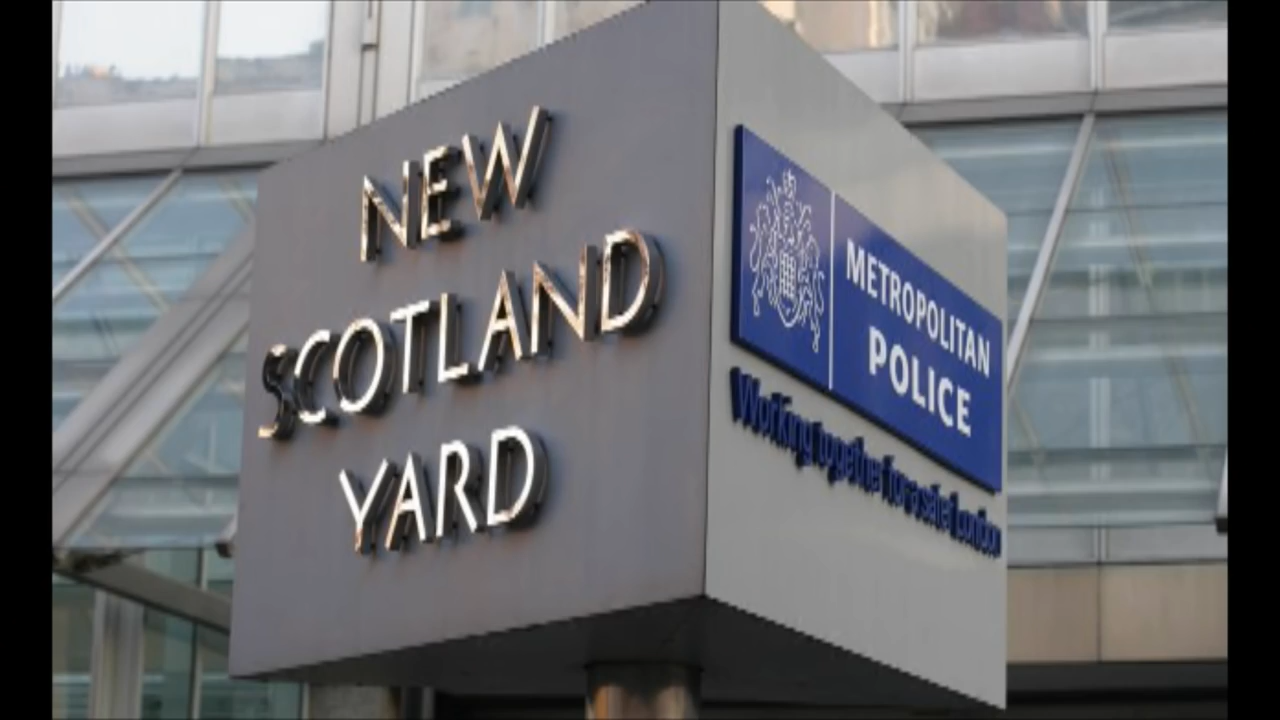 NEW
SCOTLAND
YARD
METROPOLITAN
POLICE
Working together for a safer London